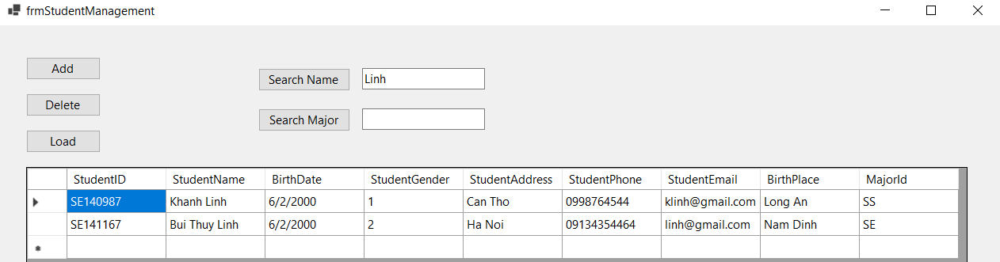 frmStudentManagement
Add
Search Name Linh
Delete
Search Major
Load
StudentID StudentName BirthDate StudentGender StudentAddress StudentPhone StudentEmail BirthPlace MajorId
SE140987 Khanh Linh 6/2/2000 1 Can Tho 0998764544 klinh@gmail.com Long An SS
SE141167 Bui Thuy Linh 6/2/2000 2 Ha Noi 09134354464 linh@gmail.com Nam Dinh SE